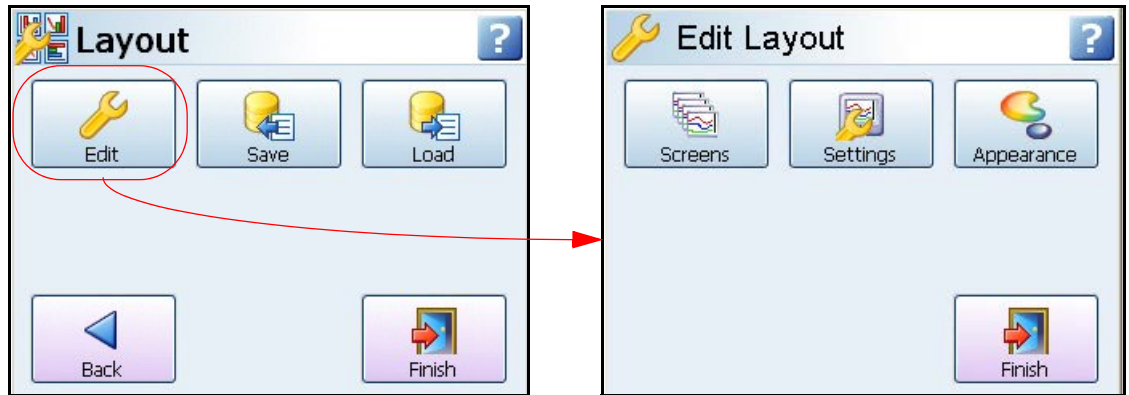 Layout
?
Edit
Save
Load
Back
Finish
Edit Layout
?
Screens
Settings
Appearance
Finish